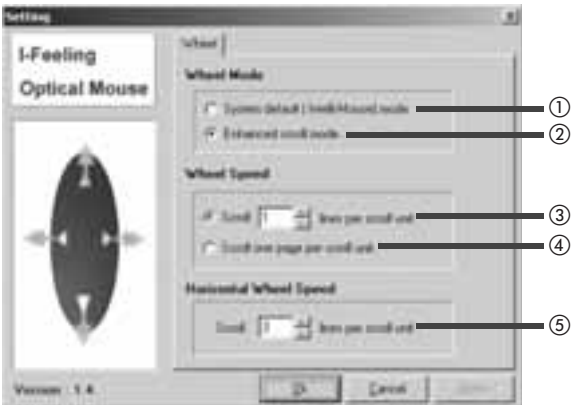 Setting
I-Feeling
Optical Mouse
Wheel
Wheel Mode
System default (IntelliMouse) mode
①
Enhanced scroll mode
②
Wheel Speed
Scroll 1 lines per scroll unit
③
Scroll one page per scroll unit
④
Horizontal Wheel Speed
Scroll lines per scroll unit
⑤
Version : 1.4
Ok Cancel